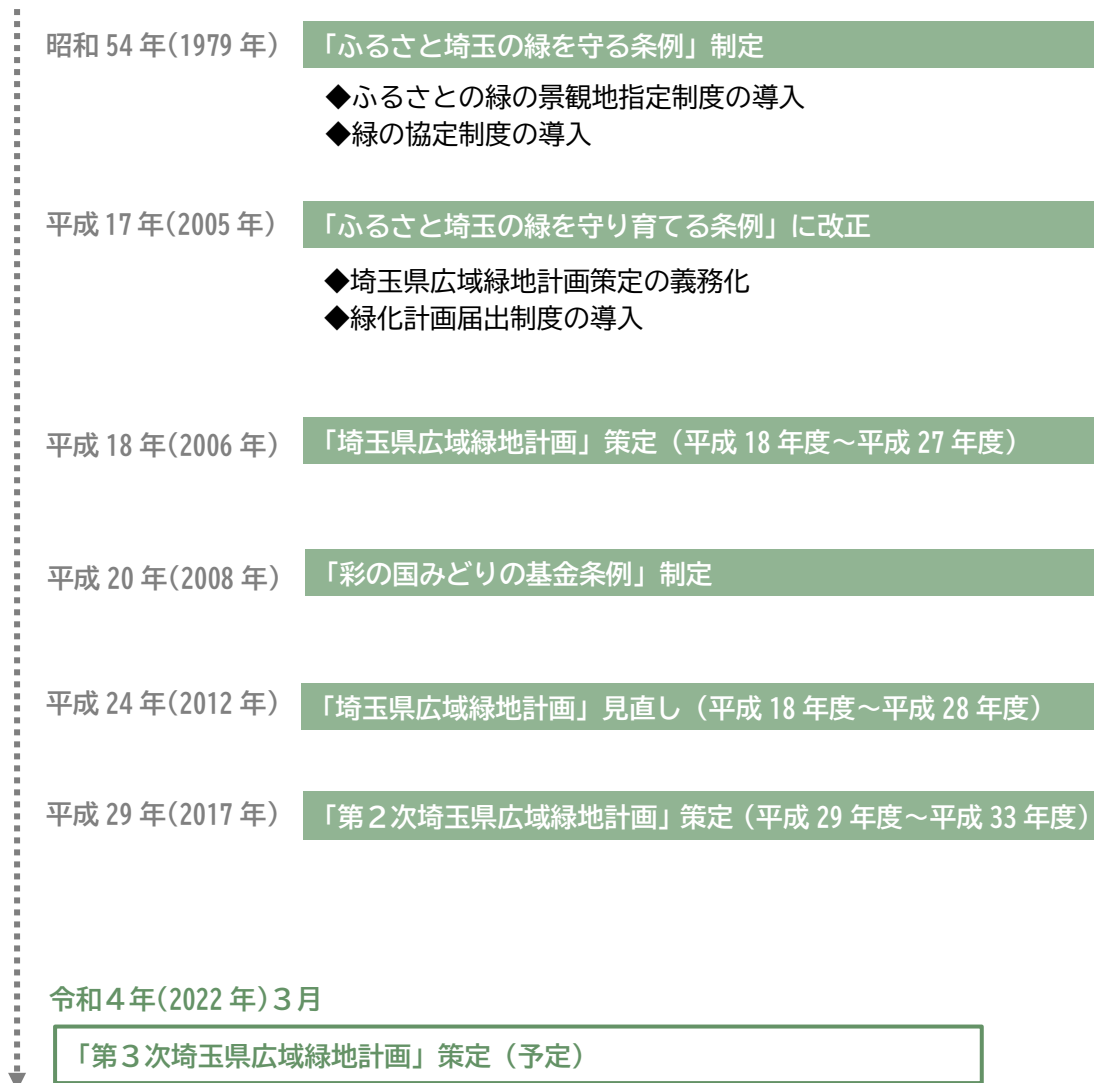 昭和 54 年(1979 年) 「ふるさと埼玉の緑を守る条例」制定
◆ふるさとの緑の景観地指定制度の導入
◆緑の協定制度の導入
平成 17 年(2005 年) 「ふるさと埼玉の緑を守り育てる条例」に改正
◆埼玉県広域緑地計画策定の義務化
◆緑化計画届出制度の導入
平成 18 年(2006 年) 「埼玉県広域緑地計画」策定（平成 18 年度～平成 27 年度）
平成 20 年(2008 年) 「彩の国みどりの基金条例」制定
平成 24 年(2012 年) 「埼玉県広域緑地計画」見直し（平成 18 年度～平成 28 年度）
平成 29 年(2017 年) 「第２次埼玉県広域緑地計画」策定（平成 29 年度～平成 33 年度）
令和４年(2022 年)３月
「第３次埼玉県広域緑地計画」策定（予定）